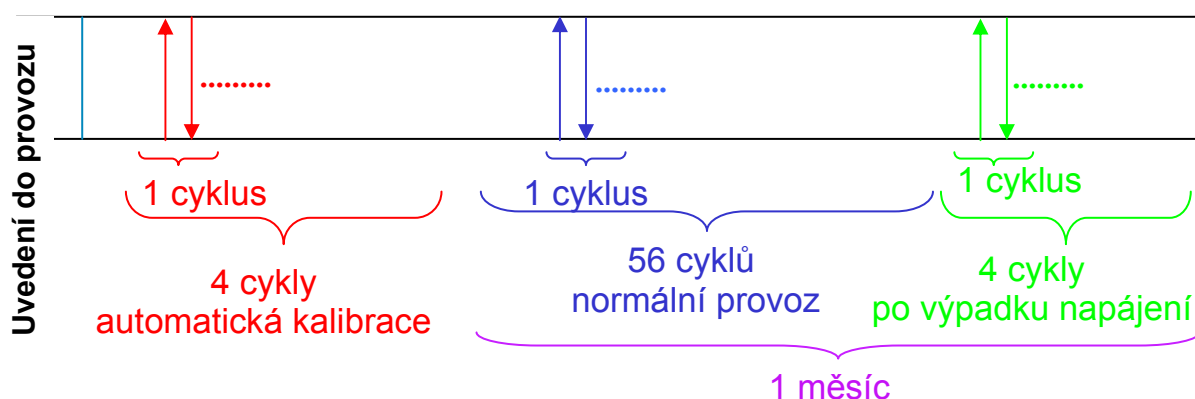 Uvedení do provozu
1 cyklus
1 cyklus
1 cyklus
4 cykly
automatická kalibrace
56 cyklů
normální provoz
4 cykly
po výpadku napájení
1 měsíc